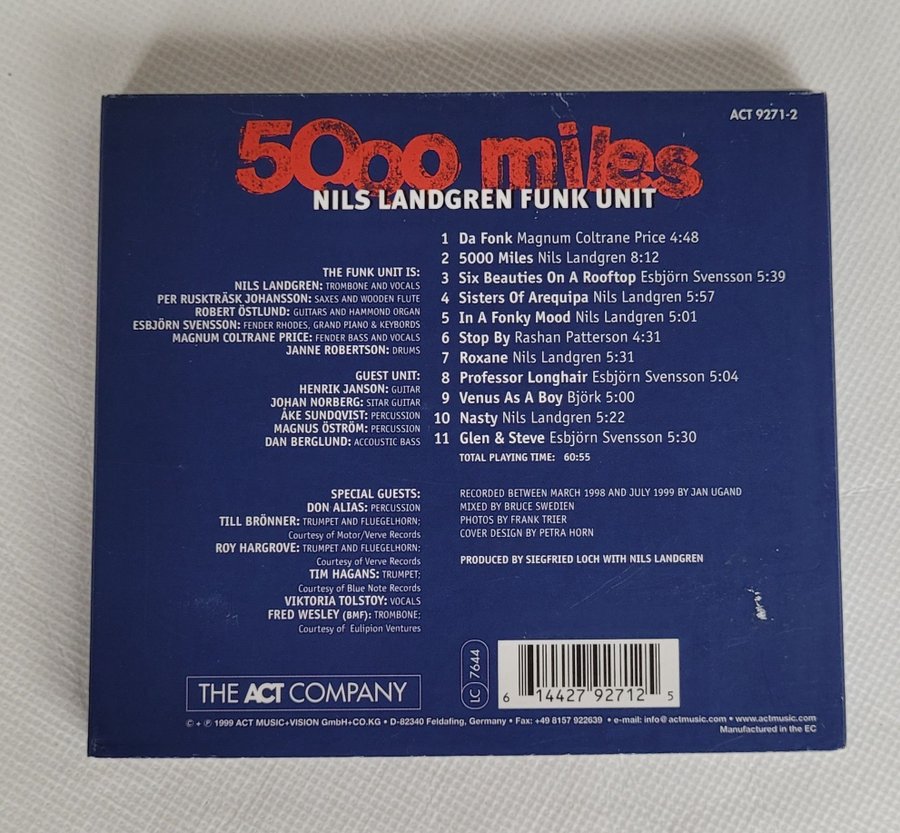 ACT 9271-2
5000 miles
NILS LANDGREN FUNK UNIT
1 Da Fonk Magnum Coltrane Price 4:48
2 5000 Miles Nils Landgren 8:12
3 Six Beauties On A Rooftop Esbjörn Svensson 5:39
4 Sisters Of Arequipa Nils Landgren 5:57
5 In A Fonky Mood Nils Landgren 5:01
6 Stop By Rashan Patterson 4:31
7 Roxane Nils Landgren 5:31
8 Professor Longhair Esbjörn Svensson 5:04
9 Venus As A Boy Björk 5:00
10 Nasty Nils Landgren 5:22
11 Glen & Steve Esbjörn Svensson 5:30
TOTAL PLAYING TIME: 60:55
THE FUNK UNIT IS:
NILS LANDGREN: TROMBONE AND VOCALS
PER RUSKTRÄSK JOHANSSON: SAXES AND WOODEN FLUTE
ROBERT ÖSTLUND: GUITARS AND HAMMOND ORGAN
ESBJÖRN SVENSSON: FENDER RHODES, GRAND PIANO & KEYBORDS
MAGNUM COLTRANE PRICE: FENDER BASS AND VOCALS
JANNE ROBERTSON: DRUMS
GUEST UNIT:
HENRIK JANSON: GUITAR
JOHAN NORBERG: SITAR GUITAR
ÅKE SUNDQVIST: PERCUSSION
MAGNUS ÖSTRÖM: PERCUSSION
DAN BERGLUND: ACCOUSTIC BASS
SPECIAL GUESTS:
DON ALIAS: PERCUSSION
TILL BRÖNNER: TRUMPET AND FLUEGELHORN;
Courtesy of Motor/Verve Records
ROY HARGROVE: TRUMPET AND FLUEGELHORN;
Courtesy of Verve Records
TIM HAGANS: TRUMPET;
Courtesy of Blue Note Records
VIKTORIA TOLSTOY: VOCALS
FRED WESLEY (BMF): TROMBONE;
Courtesy of Eulipion Ventures
RECORDED BETWEEN MARCH 1998 AND JULY 1999 BY JAN UGAND
MIXED BY BRUCE SWEDIEN
PHOTOS BY FRANK TRIER
COVER DESIGN BY PETRA HORN
PRODUCED BY SIEGFRIED LOCH WITH NILS LANDGREN
THE ACT COMPANY
LC 7644
6 14427 92712 5
© + ℗ 1999 ACT MUSIC+VISION GmbH+CO.KG • D-82340 Feldafing, Germany • Fax: +49 8157 922639 • e-mail: info@actmusic.com • www.actmusic.com
Manufactured in the EC